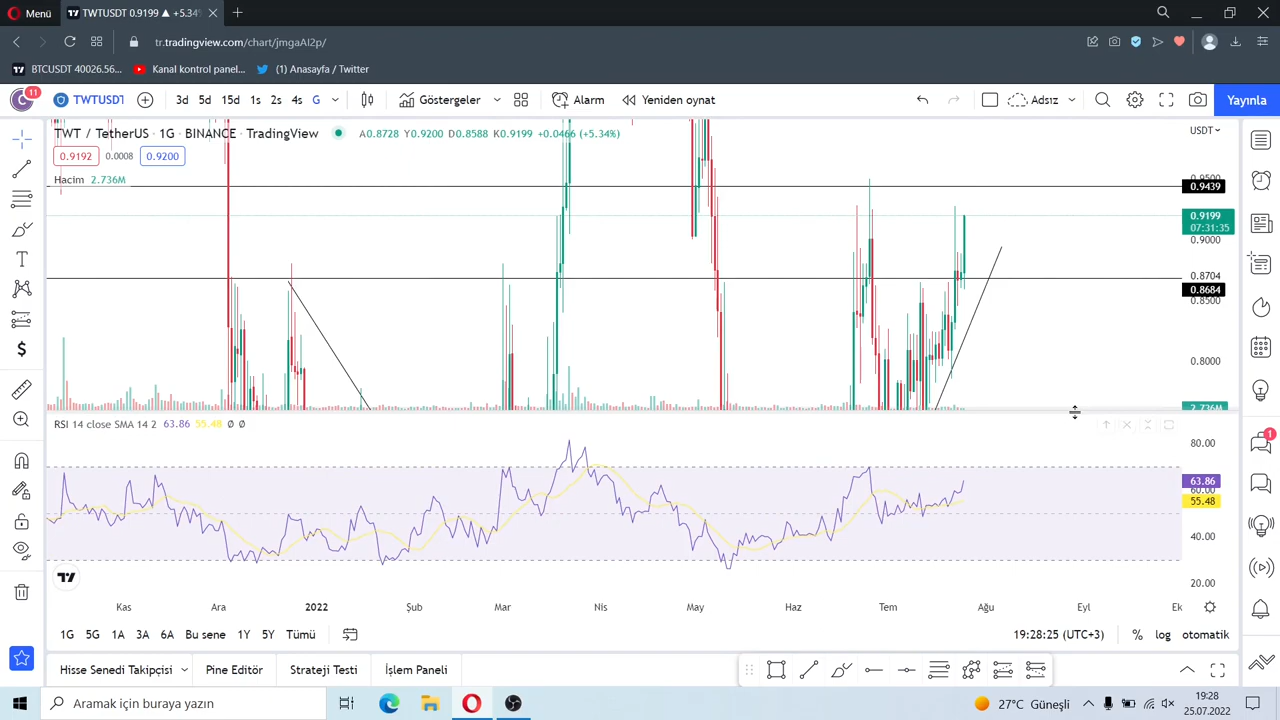 Menü
TWTUSDT 0.9199 ▲ +5.34%
tr.tradingview.com/chart/jmgaAI2p/
BTCUSDT 40026.56...
Kanal kontrol panel...
(1) Anasayfa / Twitter
11
TWTUSDT
3d 5d 15d 1s 2s 4s G
Göstergeler
Alarm
Yeniden oynat
Adsız
Yayınla
TWT / TetherUS · 1G · BINANCE · TradingView
A0.8728 Y0.9200 D0.8588 K0.9199 +0.0466 (+5.34%)
USDT
0.9192 0.0008 0.9200
Hacim 2.736M
0.9500
0.9439
0.9199
07:31:35
0.9000
0.8704
0.8684
0.8500
0.8000
2.736M
RSI 14 close SMA 14 2 63.86 55.48 Ø Ø
80.00
63.86
60.00
55.48
40.00
20.00
1
Kas Ara 2022 Şub Mar Nis May Haz Tem Ağu Eyl Ek
1G 5G 1A 3A 6A Bu sene 1Y 5Y Tümü
19:28:25 (UTC+3) % log otomatik
Hisse Senedi Takipçisi
Pine Editör
Strateji Testi
İşlem Paneli
Aramak için buraya yazın
27°C Güneşli
19:28
25.07.2022